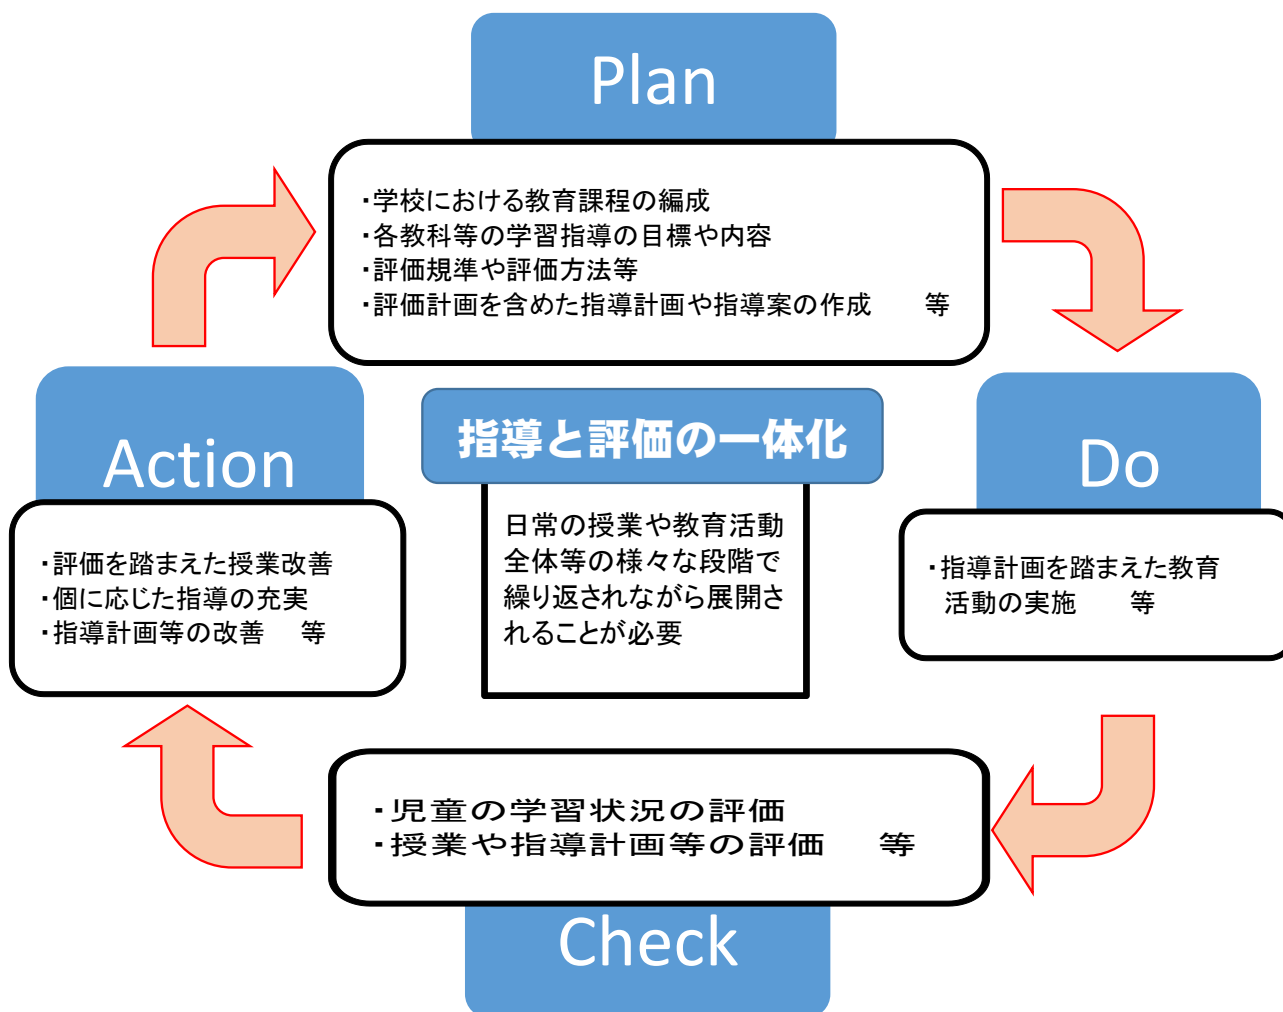 Plan
・学校における教育課程の編成
・各教科等の学習指導の目標や内容
・評価規準や評価方法等
・評価計画を含めた指導計画や指導案の作成　　等
Action
・評価を踏まえた授業改善
・個に応じた指導の充実
・指導計画等の改善　 等
指導と評価の一体化
日常の授業や教育活動
全体等の様々な段階で
繰り返されながら展開さ
れることが必要
Do
・指導計画を踏まえた教育
活動の実施　　等
・児童の学習状況の評価
・授業や指導計画等の評価　 等
Check